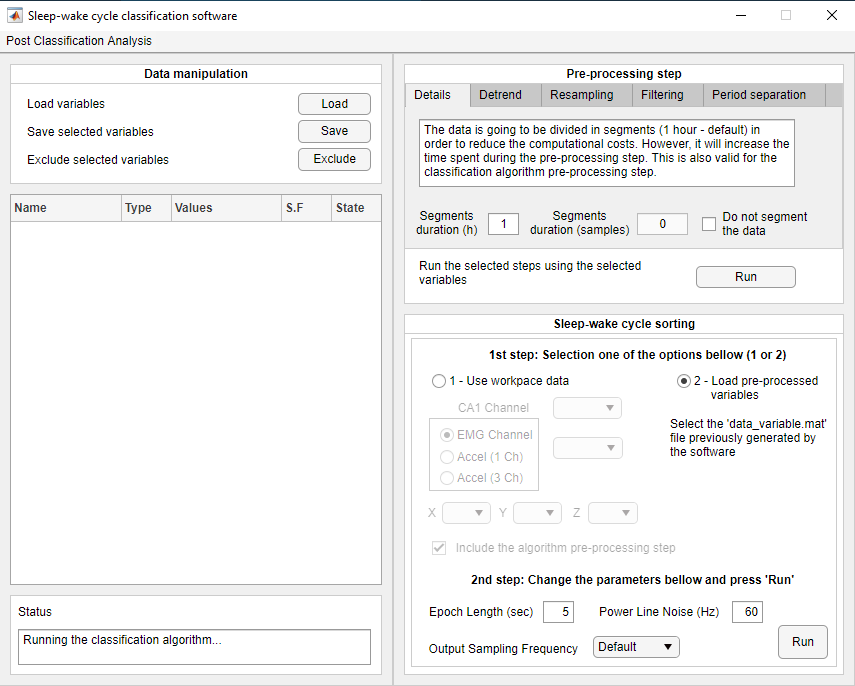 Sleep-wake cycle classification software
Post Classification Analysis
Data manipulation
Load variables
Load
Save selected variables
Save
Exclude selected variables
Exclude
Name Type Values S.F State
Status
Running the classification algorithm...
Pre-processing step
Details Detrend Resampling Filtering Period separation
The data is going to be divided in segments (1 hour - default) in
order to reduce the computational costs. However, it will increase the
time spent during the pre-processing step. This is also valid for the
classification algorithm pre-processing step.
Segments
duration (h)
1
Segments
duration (samples)
0
Do not segment
the data
Run the selected steps using the selected
variables
Run
Sleep-wake cycle sorting
1st step: Selection one of the options bellow (1 or 2)
1 - Use workpace data
CA1 Channel
EMG Channel
Accel (1 Ch)
Accel (3 Ch)
X Y Z
Include the algorithm pre-processing step
2 - Load pre-processed
variables
Select the 'data_variable.mat'
file previously generated by
the software
2nd step: Change the parameters bellow and press 'Run'
Epoch Length (sec) 5 Power Line Noise (Hz) 60
Output Sampling Frequency Default
Run